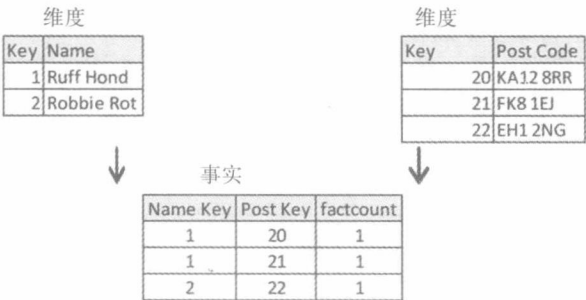 维度 维度
Key Name Key Post Code
1 Ruff Hond 20 KA12 8RR
2 Robbie Rot 21 FK8 1EJ
22 EH1 2NG
事实
Name Key Post Key factcount
1 20 1
1 21 1
2 22 1